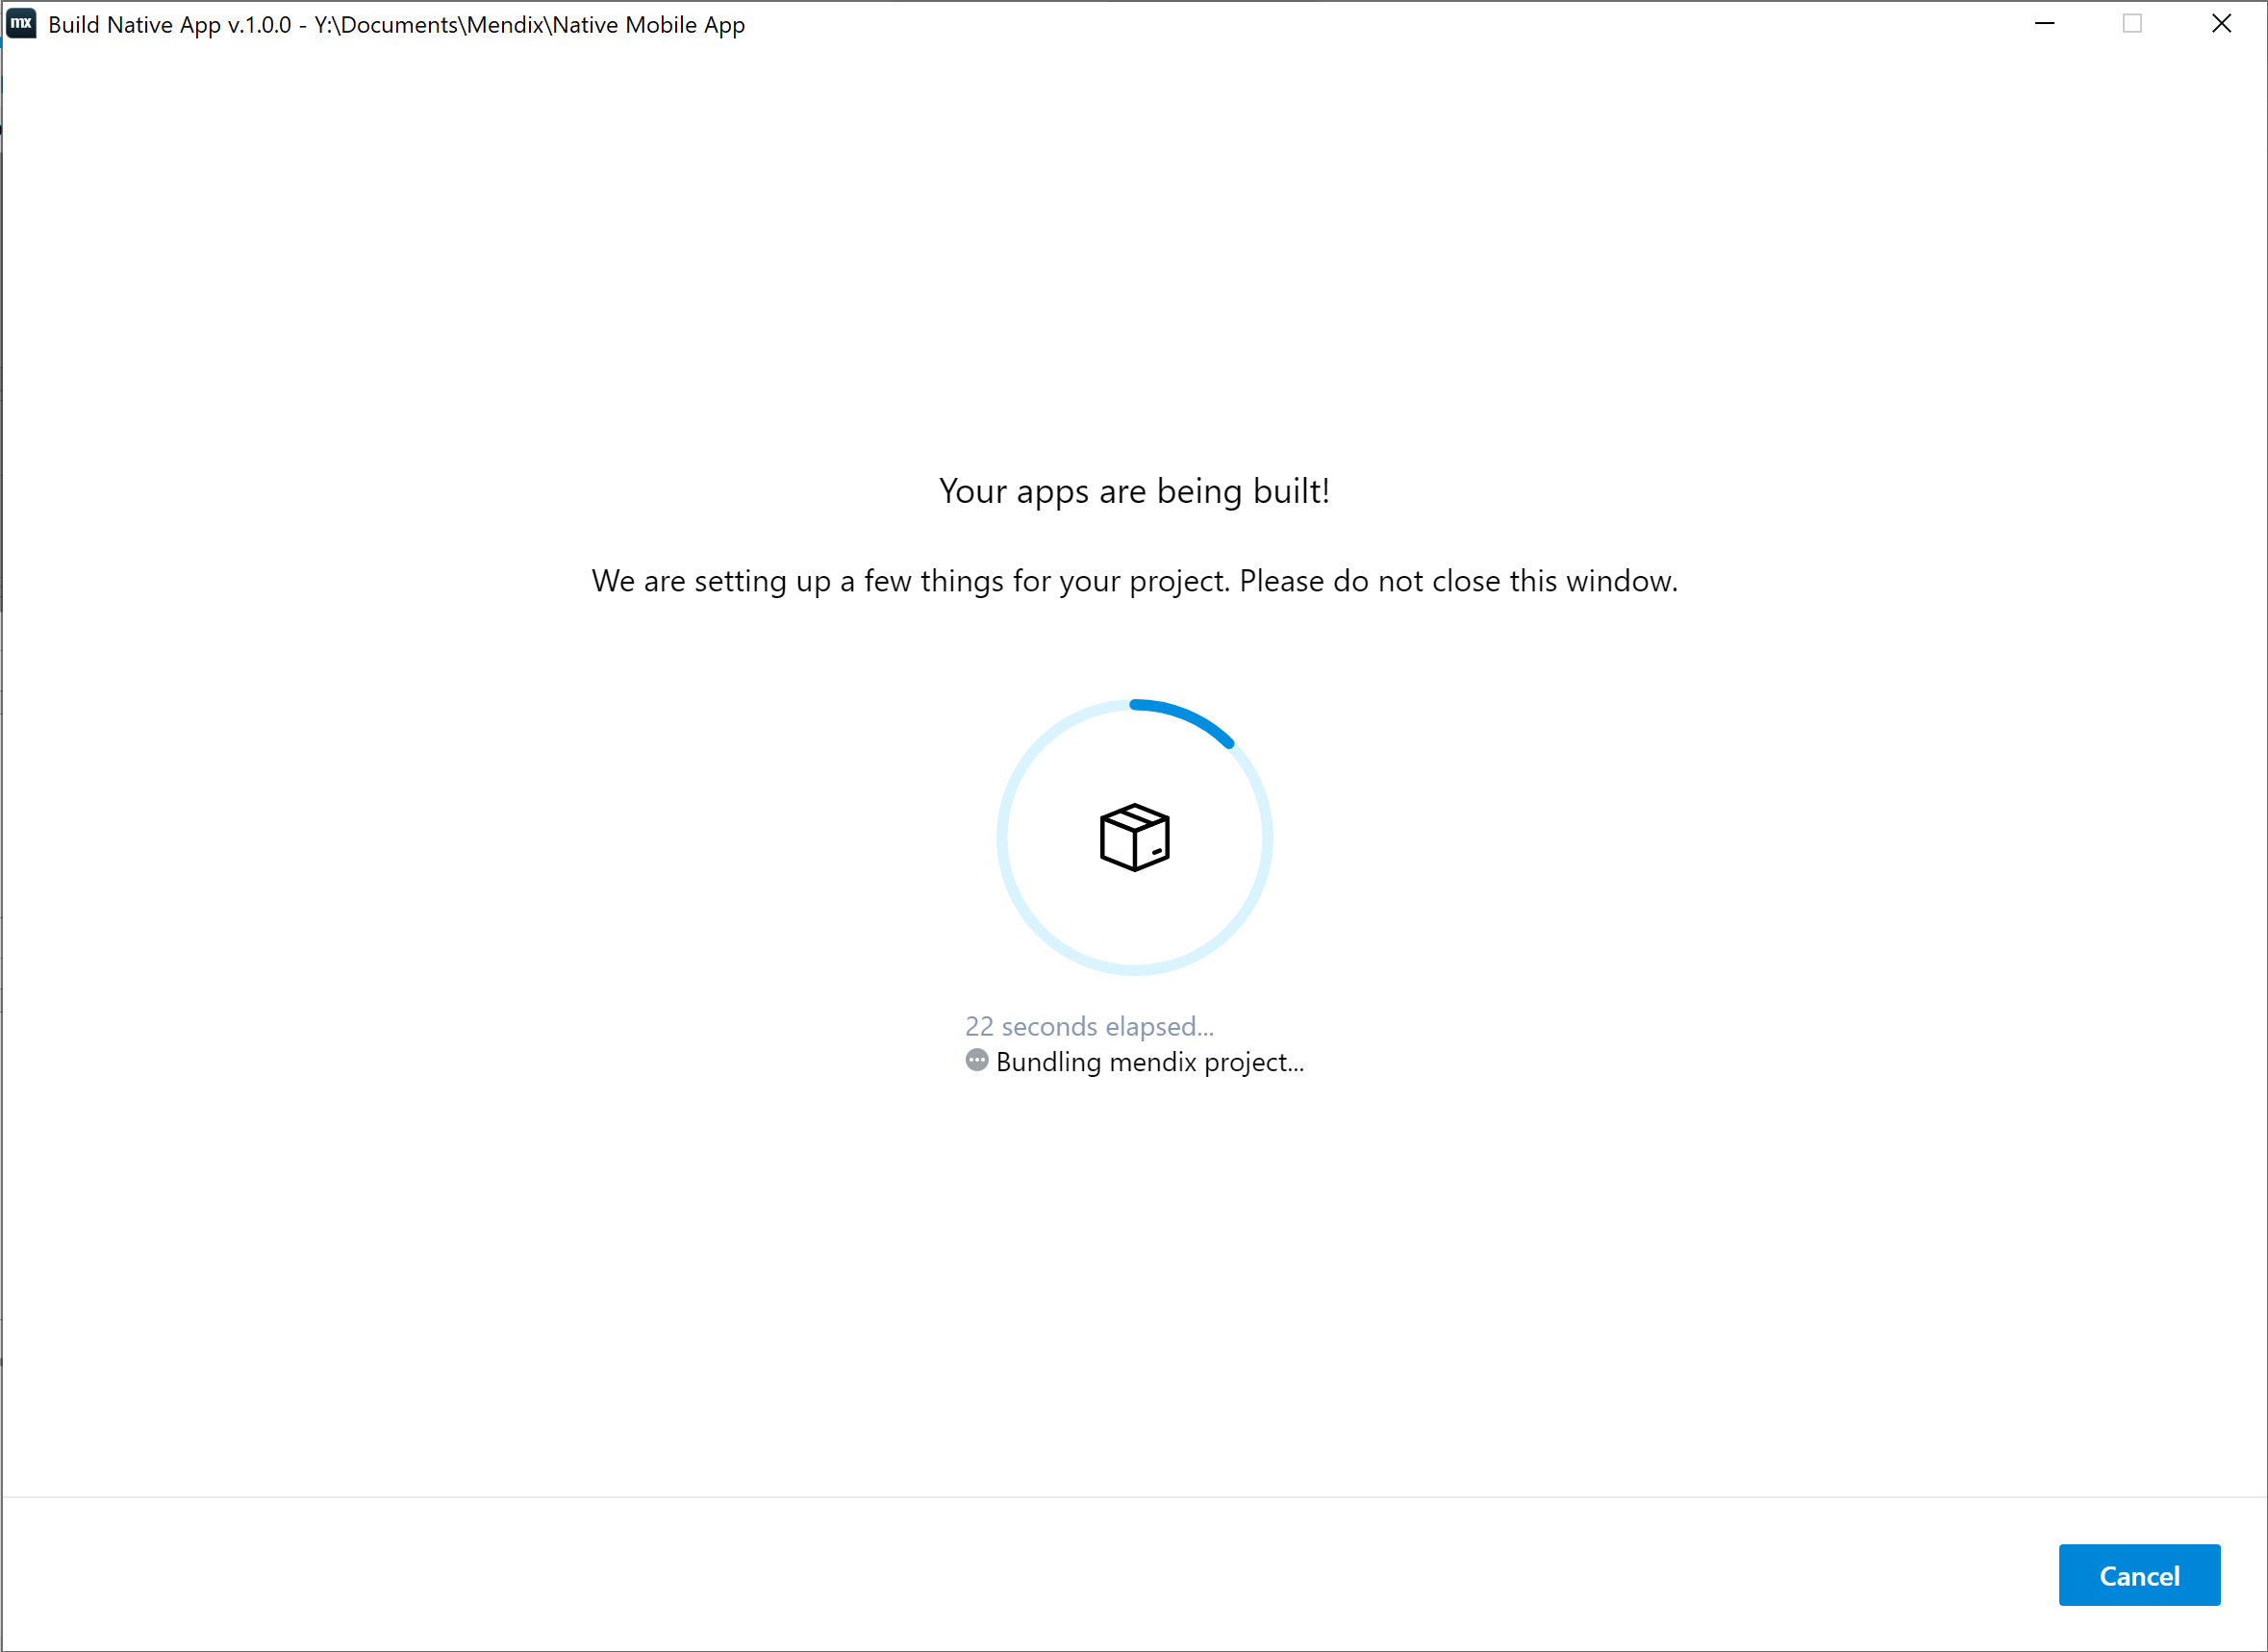 mx Build Native App v.1.0.0 - Y:\Documents\Mendix\Native Mobile App
Your apps are being built!
We are setting up a few things for your project. Please do not close this window.
22 seconds elapsed...
Bundling mendix project...
Cancel